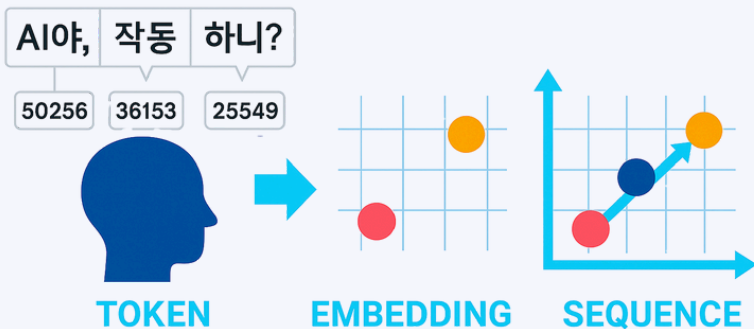 AI야, 작동 하니?
50256 36153 25549
TOKEN EMBEDDING SEQUENCE